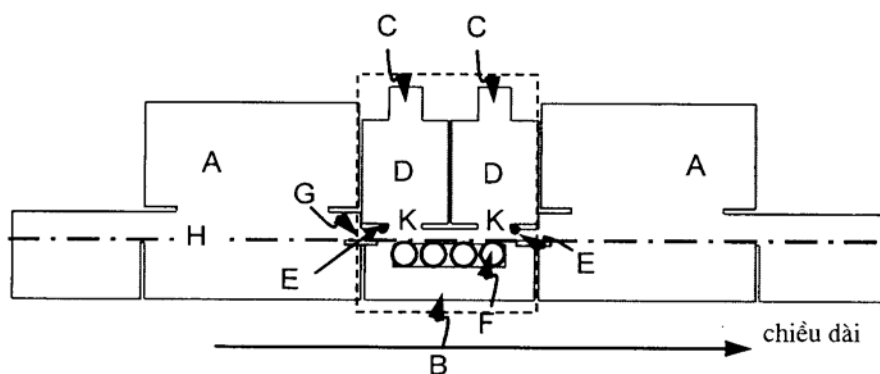 C C
A D D A
G K K
H
E F E
B
chiều dài